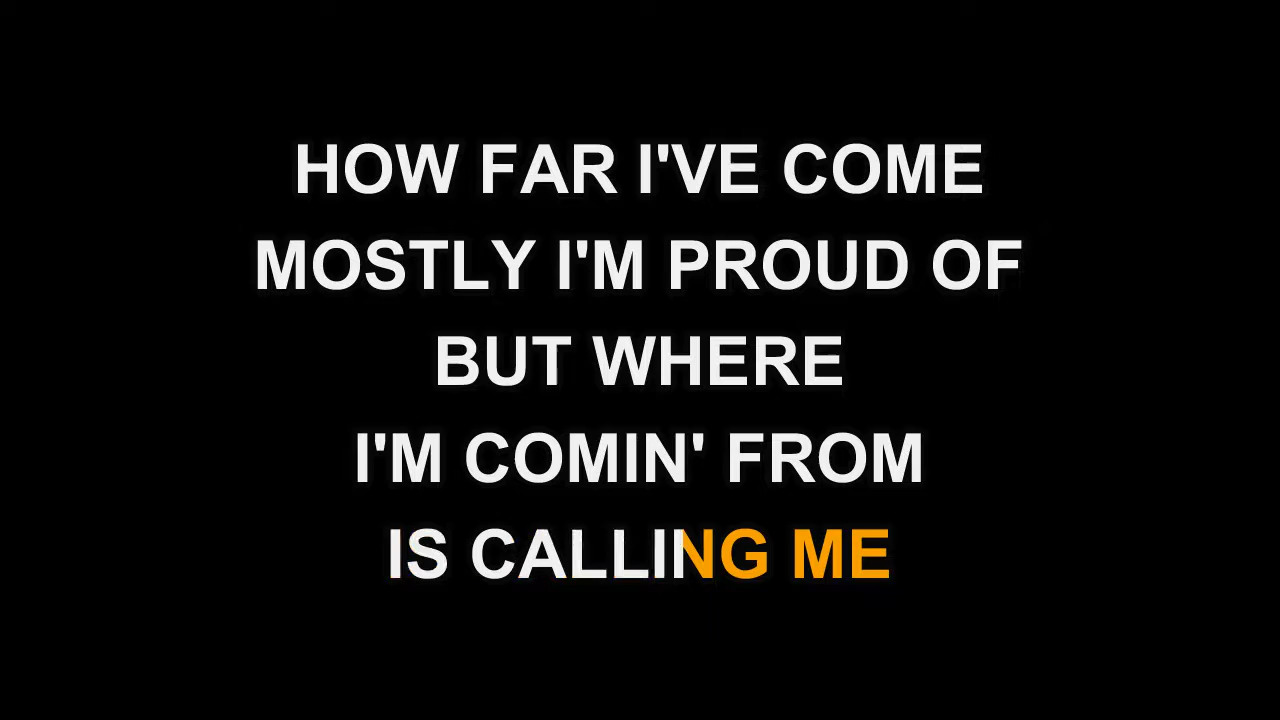 HOW FAR I'VE COME
MOSTLY I'M PROUD OF
BUT WHERE
I'M COMIN' FROM
IS CALLING ME